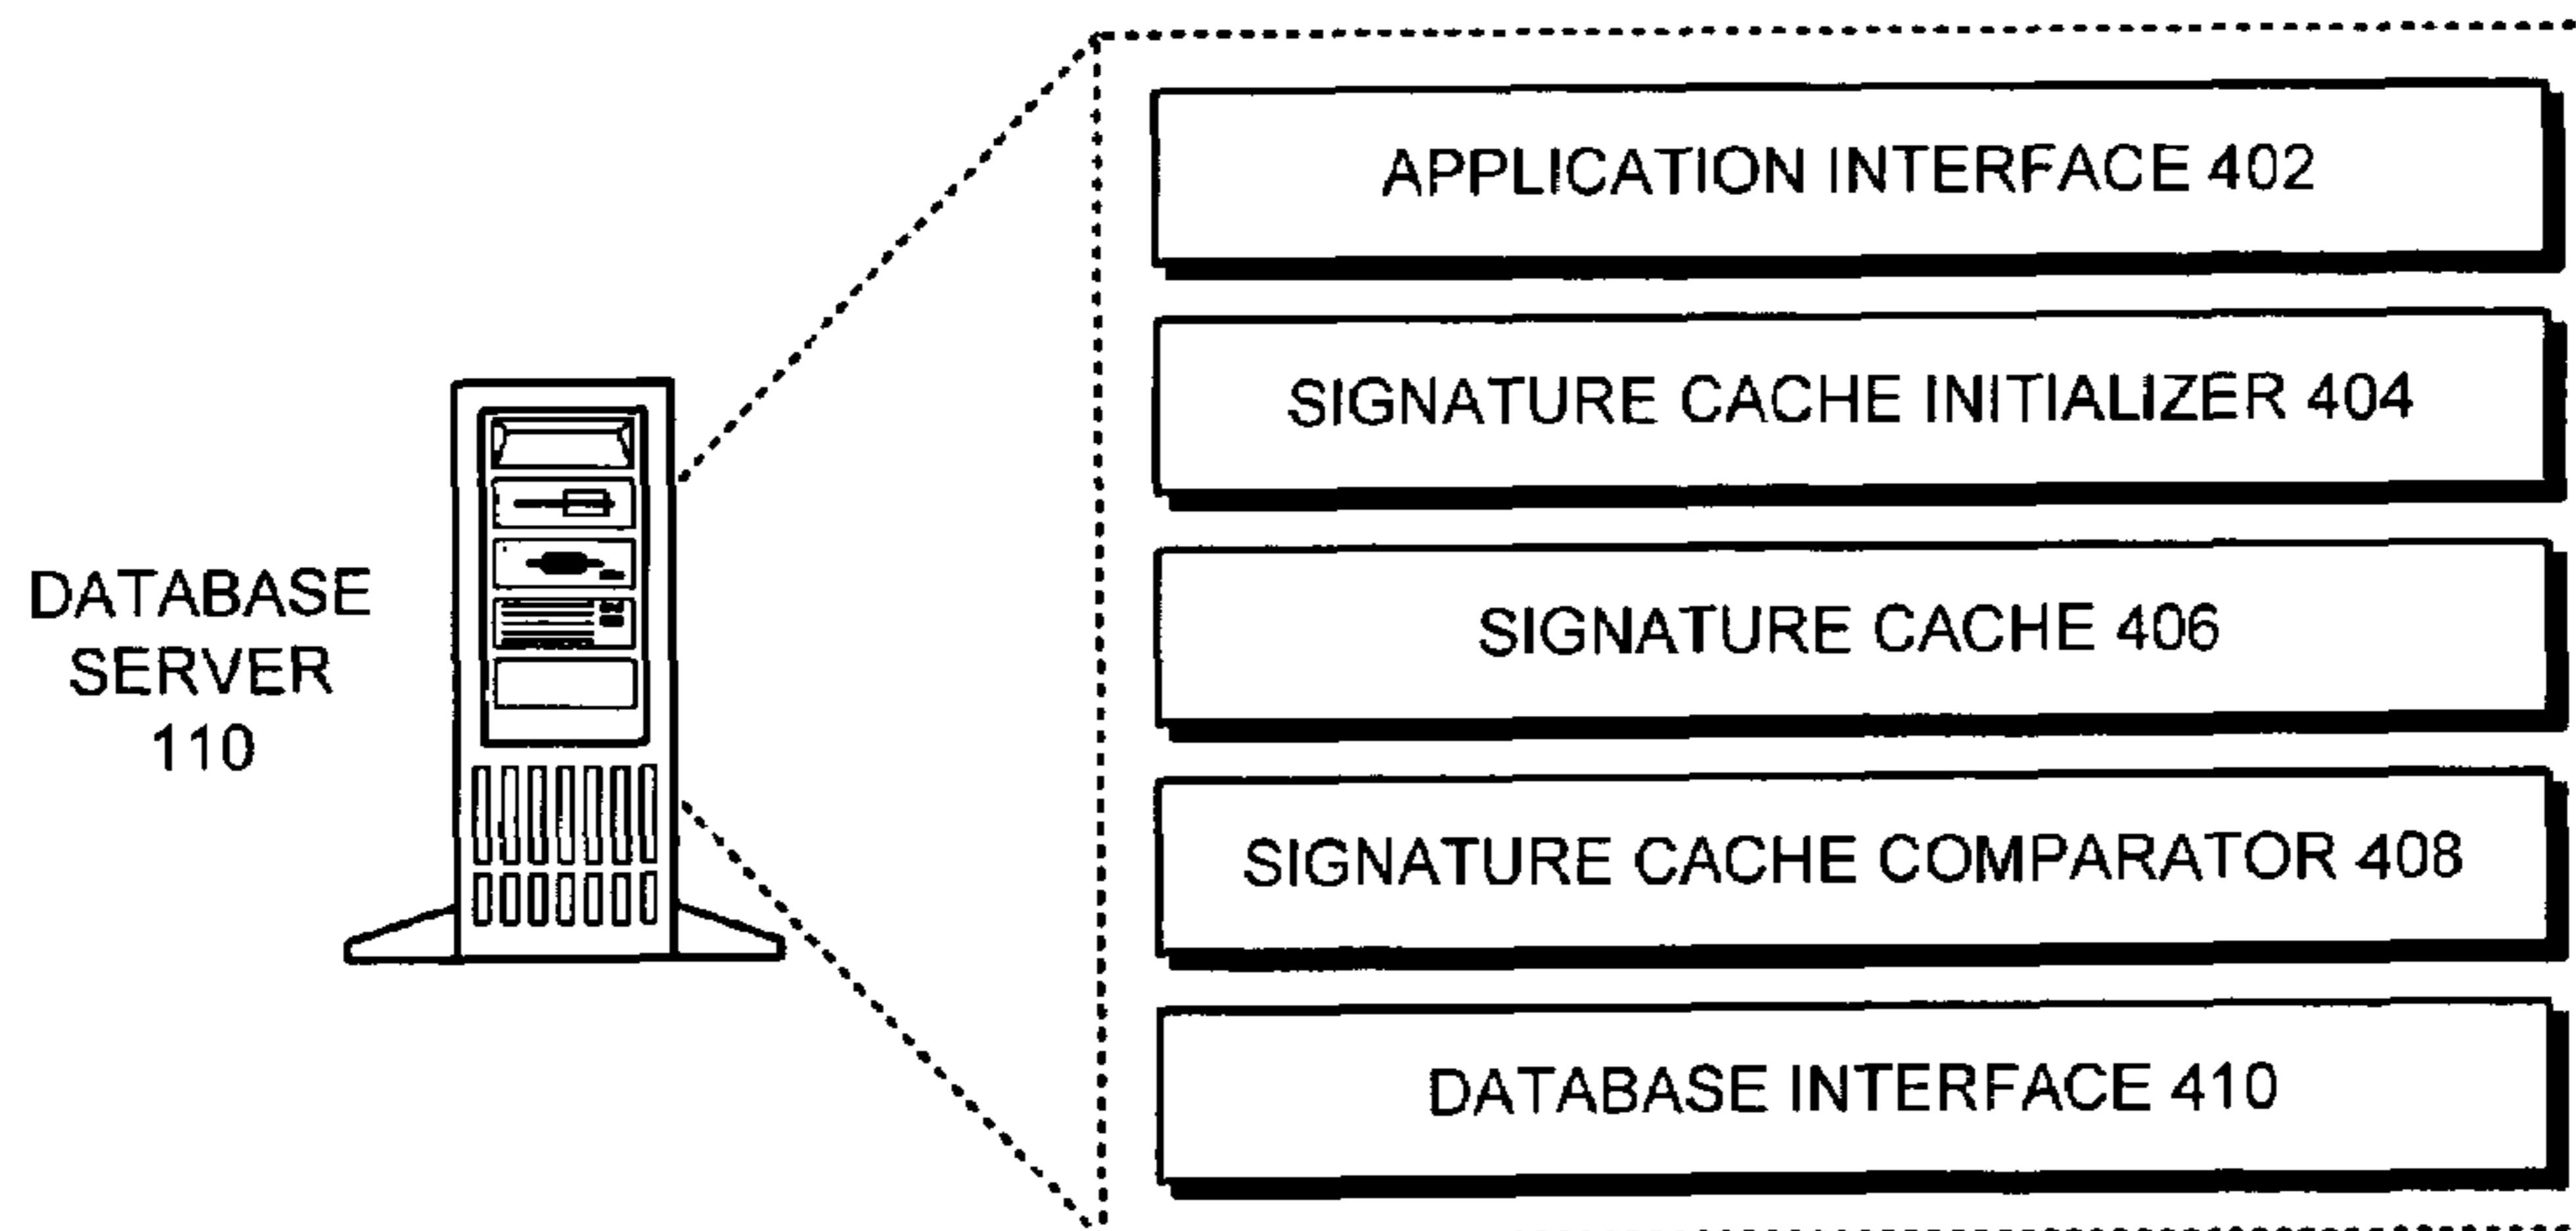 DATABASE
SERVER
110
APPLICATION INTERFACE 402
SIGNATURE CACHE INITIALIZER 404
SIGNATURE CACHE 406
SIGNATURE CACHE COMPARATOR 408
DATABASE INTERFACE 410